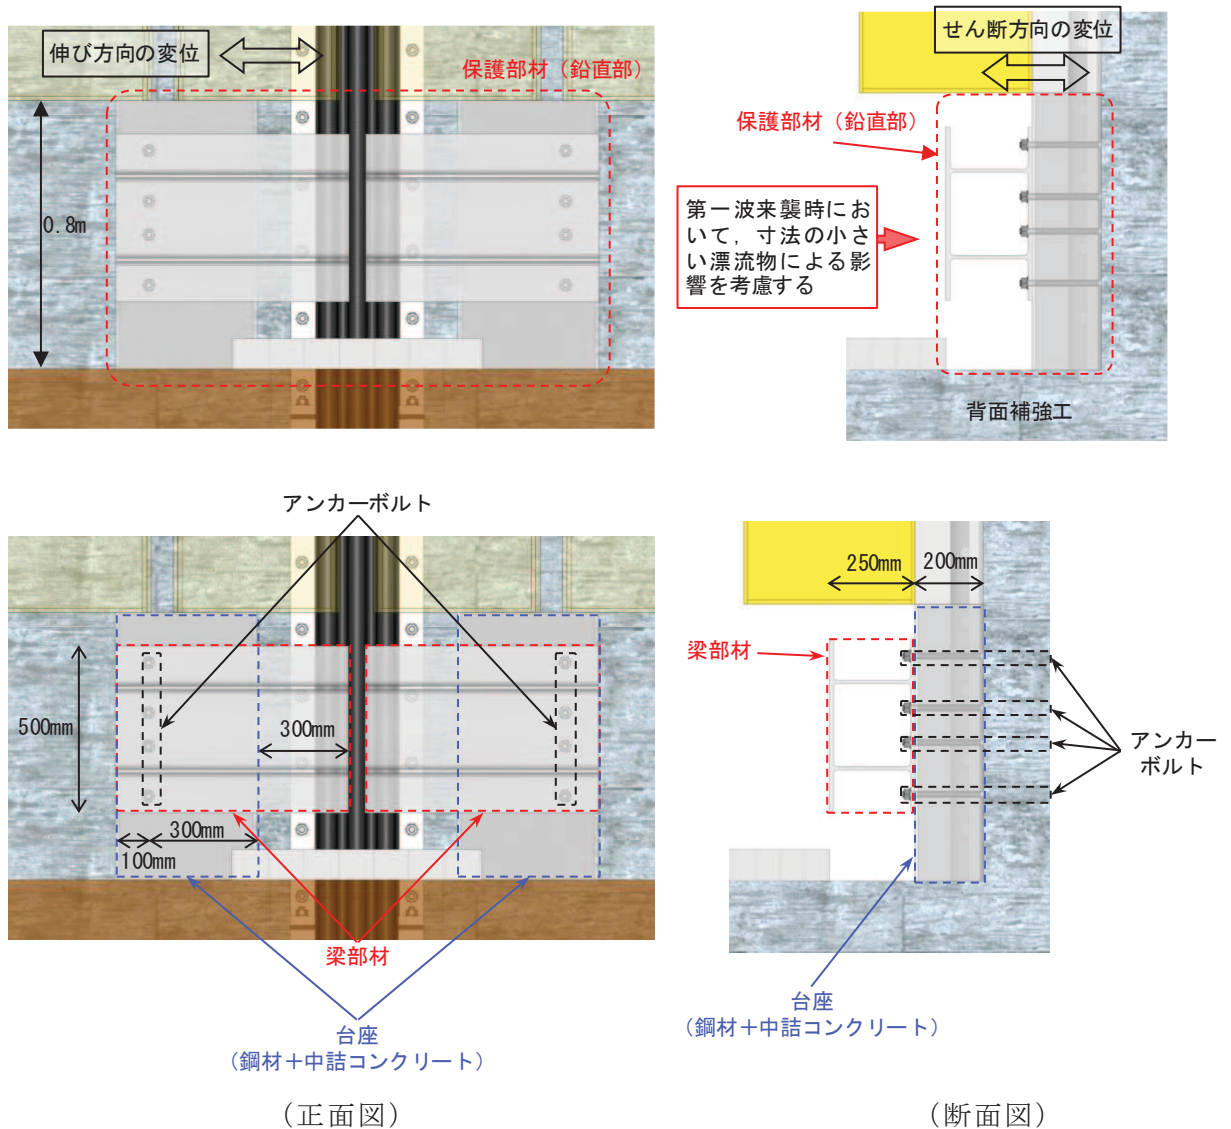 伸び方向の変位
保護部材（鉛直部）
0.8m
せん断方向の変位
保護部材（鉛直部）
第一波来襲時にお
いて，寸法の小さ
い漂流物による影
響を考慮する
背面補強工
アンカーボルト
500mm
300mm
300mm
100mm
梁部材
台座
（鋼材＋中詰コンクリート）
（正面図）
250mm
200mm
梁部材
アンカー
ボルト
台座
（鋼材＋中詰コンクリート）
（断面図）